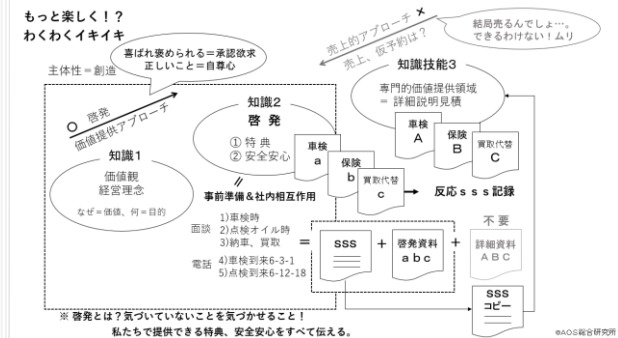 もっと楽しく！？
わくわくイキイキ
喜ばれ褒められる＝承認欲求
正しいこと＝自尊心
主体性＝創造
売上的アプローチ ×
売上、仮予約は？
結局売るんでしょ…。
できるわけない！ムリ
○ 啓発
価値提供アプローチ
知識1
価値観
経営理念
なぜ＝価値、何＝目的
知識2
啓 発
① 特 典
② 安全安心
車検
a
保険
b
買取代替
c
知識技能3
専門的価値提供領域
＝ 詳細説明見積
車検
A
保険
B
買取代替
C
反応ｓｓｓ記録
〃
事前準備＆社内相互作用
面談
1)車検時
2)点検オイル時
3)納車、買取
電話
4)車検到来6-3-1
5)点検到来6-12-18
＝
SSS
＋
啓発資料
a b c
＋
不 要
詳細資料
A B C
SSS
コピー
※ 啓発とは？気づいていないことを気づかせること！
私たちで提供できる特典、安全安心をすべて伝える。
©AOS総合研究所